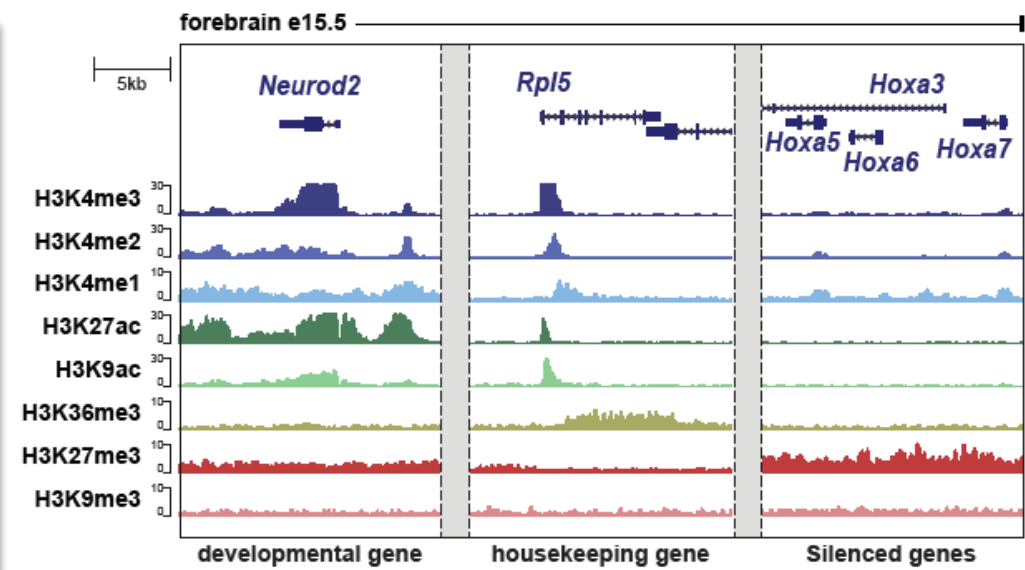 forebrain e15.5
5kb
Neurod2
Rpl5
Hoxa3
Hoxa5
Hoxa6
Hoxa7
H3K4me3 30 0
H3K4me2 30 0
H3K4me1 10 0
H3K27ac 30 0
H3K9ac 30 0
H3K36me3 10 0
H3K27me3 10 0
H3K9me3 10 0
developmental gene housekeeping gene Silenced genes